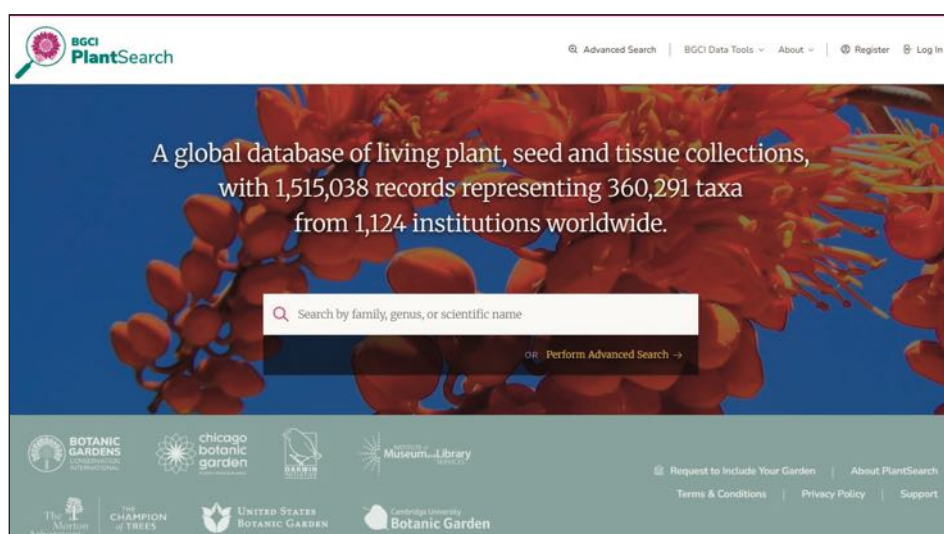 BGCI
PlantSearch
Advanced Search
BGCI Data Tools
About
Register
Log In
A global database of living plant, seed and tissue collections,
with 1,515,038 records representing 360,291 taxa
from 1,124 institutions worldwide.
Search by family, genus, or scientific name
OR Perform Advanced Search →
BOTANIC
GARDENS
CONSERVATION
INTERNATIONAL
chicago
botanic
garden
INSTITUTE of
Museum and Library
SERVICES
Request to Include Your Garden
About PlantSearch
Terms & Conditions
Privacy Policy
Support
The
Morton
THE
CHAMPION
of TREES
UNITED STATES
BOTANIC GARDEN
Cambridge University
Botanic Garden